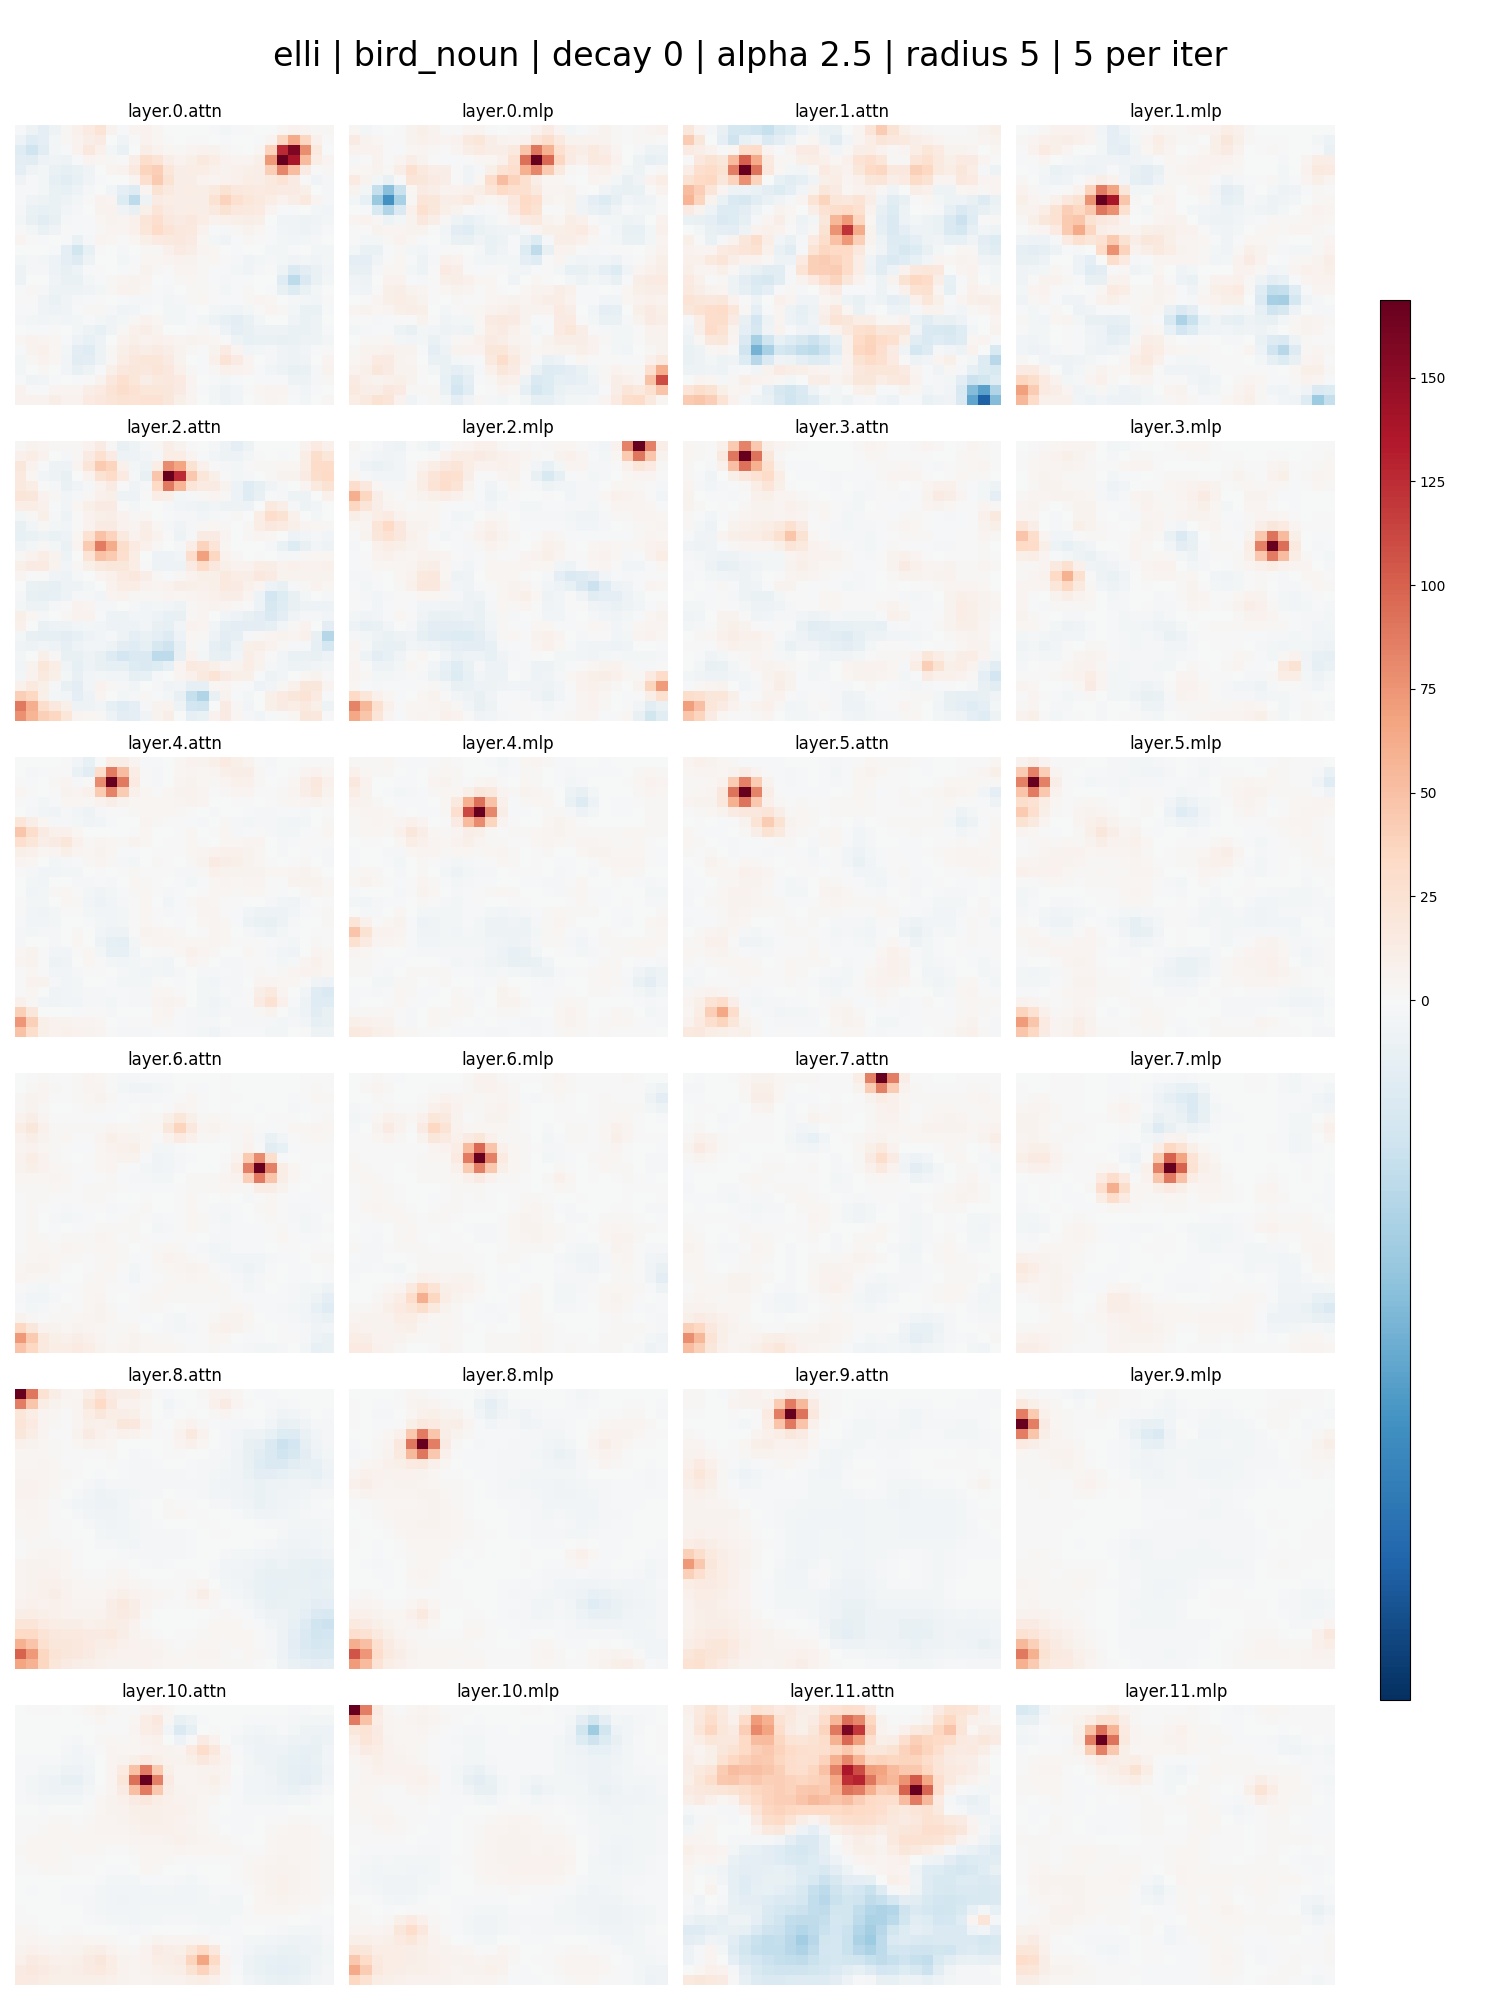 elli | bird_noun | decay 0 | alpha 2.5 | radius 5 | 5 per iter
layer.0.attn
layer.0.mlp
layer.1.attn
layer.1.mlp
layer.2.attn
layer.2.mlp
layer.3.attn
layer.3.mlp
layer.4.attn
layer.4.mlp
layer.5.attn
layer.5.mlp
layer.6.attn
layer.6.mlp
layer.7.attn
layer.7.mlp
layer.8.attn
layer.8.mlp
layer.9.attn
layer.9.mlp
layer.10.attn
layer.10.mlp
layer.11.attn
layer.11.mlp
150
125
100
75
50
25
0